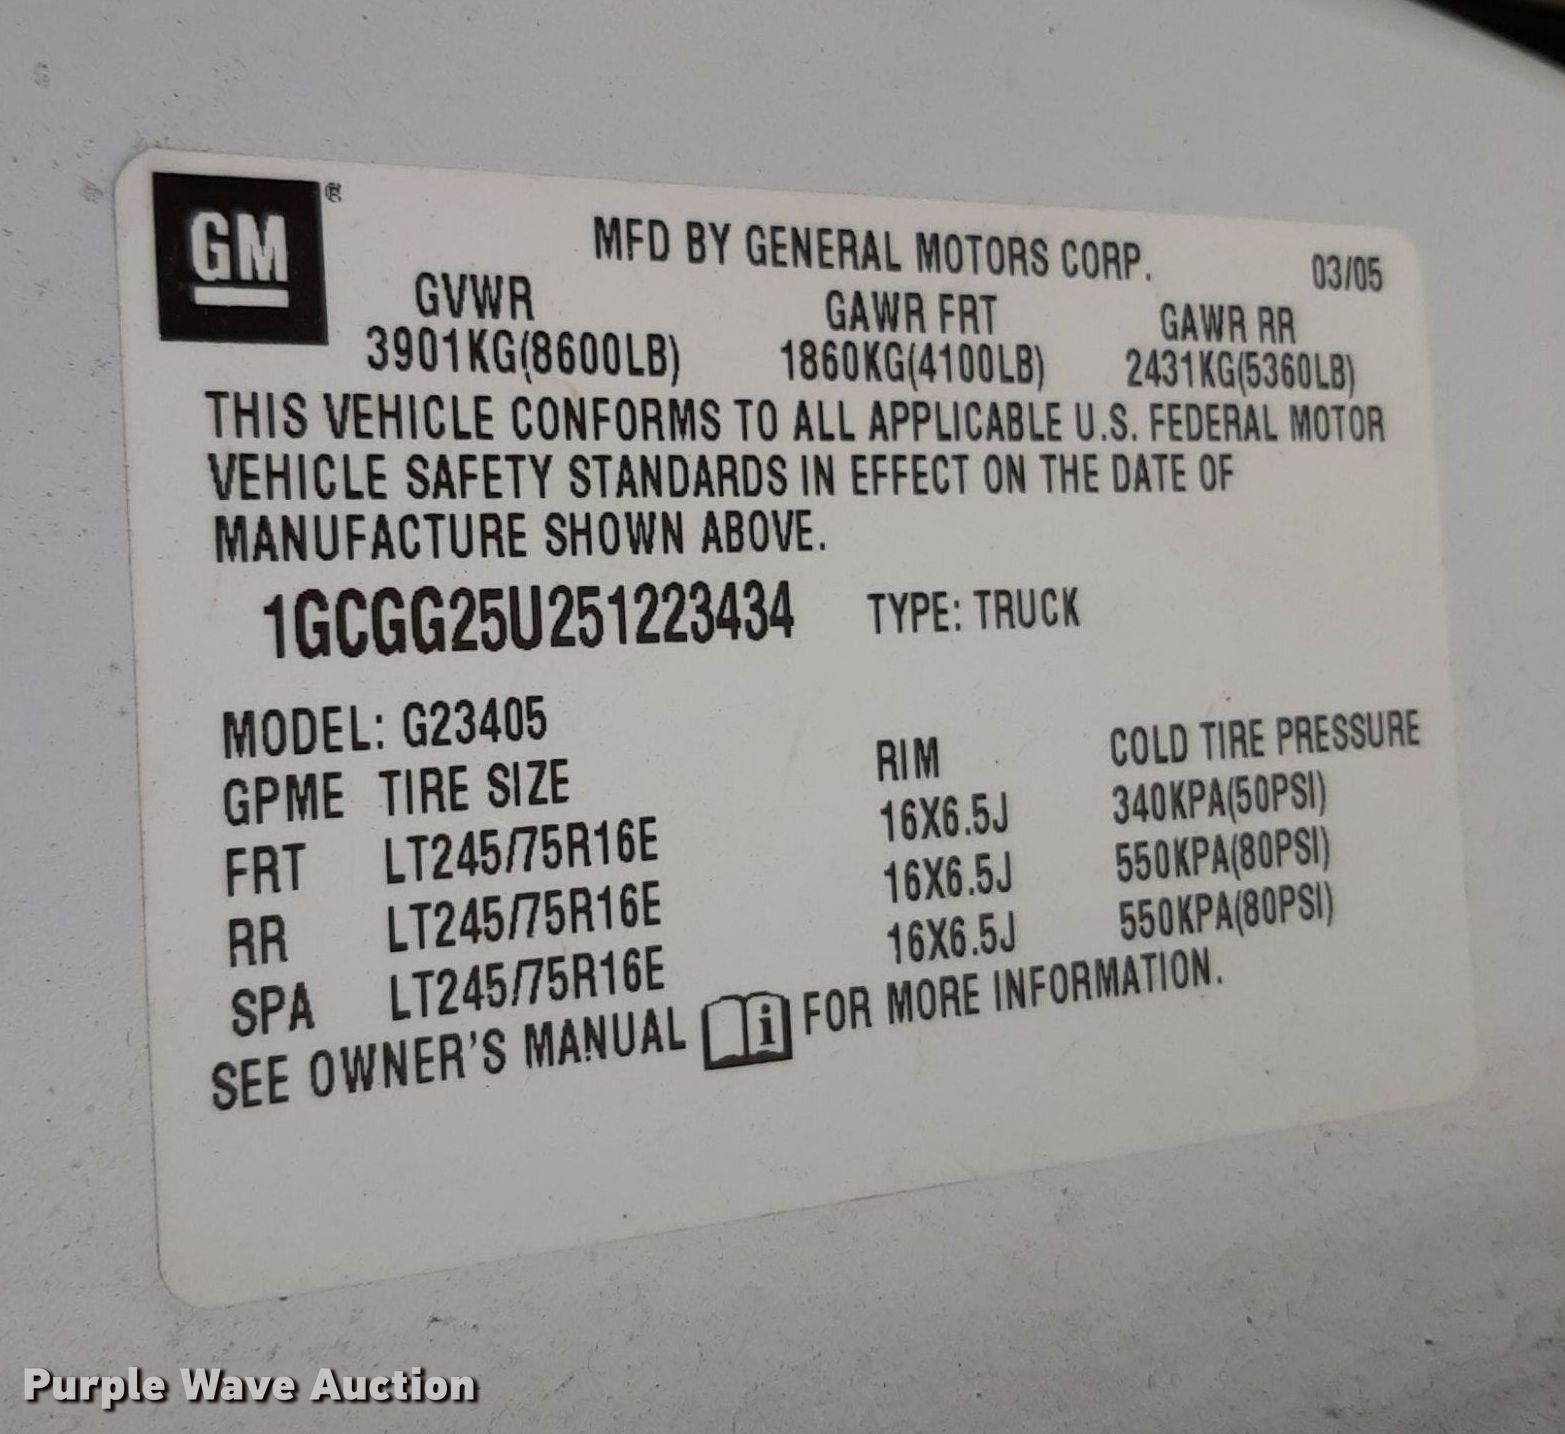 GM ®
MFD BY GENERAL MOTORS CORP. 03/05
GVWR GAWR FRT GAWR RR
3901KG(8600LB) 1860KG(4100LB) 2431KG(5360LB)
THIS VEHICLE CONFORMS TO ALL APPLICABLE U.S. FEDERAL MOTOR
VEHICLE SAFETY STANDARDS IN EFFECT ON THE DATE OF
MANUFACTURE SHOWN ABOVE.
1GCGG25U251223434 TYPE: TRUCK
MODEL: G23405
GPME TIRE SIZE RIM COLD TIRE PRESSURE
FRT LT245/75R16E 16X6.5J 340KPA(50PSI)
RR LT245/75R16E 16X6.5J 550KPA(80PSI)
SPA LT245/75R16E 16X6.5J 550KPA(80PSI)
SEE OWNER'S MANUAL i FOR MORE INFORMATION.
Purple Wave Auction